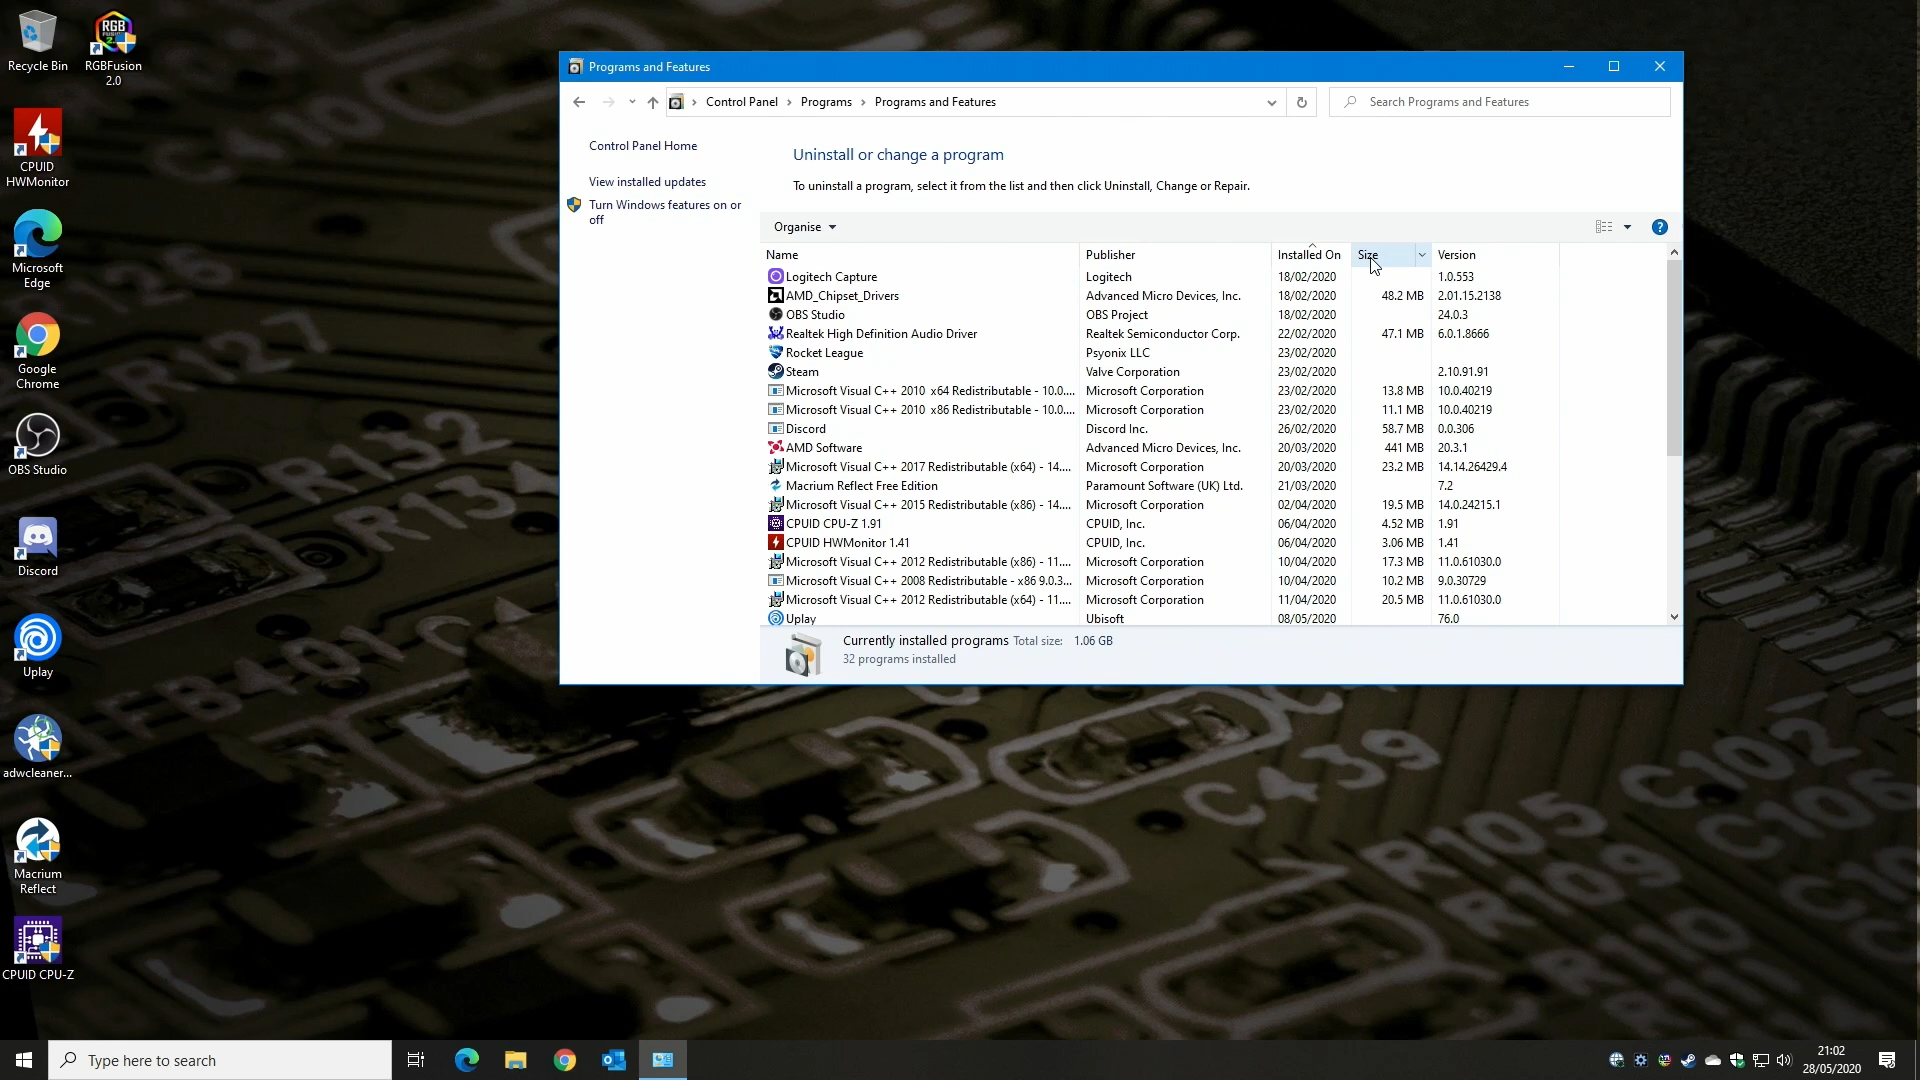 Recycle Bin
RGBFusion
2.0
CPUID
HWMonitor
Microsoft
Edge
Google
Chrome
OBS Studio
Discord
Uplay
adwcleaner...
Macrium
Reflect
CPUID CPU-Z
Programs and Features
Control Panel > Programs > Programs and Features
Search Programs and Features
Control Panel Home
View installed updates
Turn Windows features on or
off
Uninstall or change a program
To uninstall a program, select it from the list and then click Uninstall, Change or Repair.
Organise
Name Publisher Installed On Size Version
Logitech Capture Logitech 18/02/2020 1.0.553
AMD_Chipset_Drivers Advanced Micro Devices, Inc. 18/02/2020 48.2 MB 2.01.15.2138
OBS Studio OBS Project 18/02/2020 24.0.3
Realtek High Definition Audio Driver Realtek Semiconductor Corp. 22/02/2020 47.1 MB 6.0.1.8666
Rocket League Psyonix LLC 23/02/2020
Steam Valve Corporation 23/02/2020 2.10.91.91
Microsoft Visual C++ 2010 x64 Redistributable - 10.0.... Microsoft Corporation 23/02/2020 13.8 MB 10.0.40219
Microsoft Visual C++ 2010 x86 Redistributable - 10.0.... Microsoft Corporation 23/02/2020 11.1 MB 10.0.40219
Discord Discord Inc. 26/02/2020 58.7 MB 0.0.306
AMD Software Advanced Micro Devices, Inc. 20/03/2020 441 MB 20.3.1
Microsoft Visual C++ 2017 Redistributable (x64) - 14.... Microsoft Corporation 20/03/2020 23.2 MB 14.14.26429.4
Macrium Reflect Free Edition Paramount Software (UK) Ltd. 21/03/2020 7.2
Microsoft Visual C++ 2015 Redistributable (x86) - 14.... Microsoft Corporation 02/04/2020 19.5 MB 14.0.24215.1
CPUID CPU-Z 1.91 CPUID, Inc. 06/04/2020 4.52 MB 1.91
CPUID HWMonitor 1.41 CPUID, Inc. 06/04/2020 3.06 MB 1.41
Microsoft Visual C++ 2012 Redistributable (x86) - 11.... Microsoft Corporation 10/04/2020 17.3 MB 11.0.61030.0
Microsoft Visual C++ 2008 Redistributable - x86 9.0.3... Microsoft Corporation 10/04/2020 10.2 MB 9.0.30729
Microsoft Visual C++ 2012 Redistributable (x64) - 11.... Microsoft Corporation 11/04/2020 20.5 MB 11.0.61030.0
Uplay Ubisoft 08/05/2020 76.0
Currently installed programs Total size: 1.06 GB
32 programs installed
R127
R132
R134
C439
R105
R109
C102
Type here to search
21:02
28/05/2020